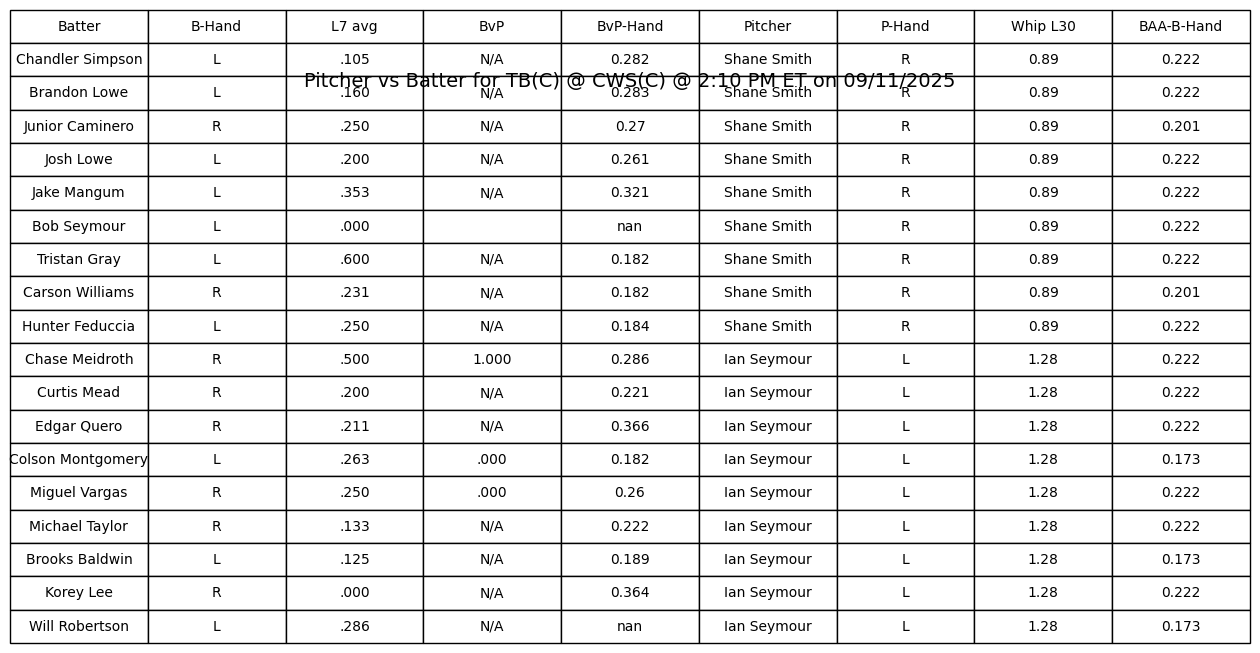 Batter B-Hand L7 avg BvP BvP-Hand Pitcher P-Hand Whip L30 BAA-B-Hand
Chandler Simpson L .105 N/A 0.282 Shane Smith R 0.89 0.222
Pitcher vs Batter for TB(C) @ CWS(C) @ 2:10 PM ET on 09/11/2025
Brandon Lowe L .160 N/A 0.283 Shane Smith R 0.89 0.222
Junior Caminero R .250 N/A 0.27 Shane Smith R 0.89 0.201
Josh Lowe L .200 N/A 0.261 Shane Smith R 0.89 0.222
Jake Mangum L .353 N/A 0.321 Shane Smith R 0.89 0.222
Bob Seymour L .000 nan Shane Smith R 0.89 0.222
Tristan Gray L .600 N/A 0.182 Shane Smith R 0.89 0.222
Carson Williams R .231 N/A 0.182 Shane Smith R 0.89 0.201
Hunter Feduccia L .250 N/A 0.184 Shane Smith R 0.89 0.222
Chase Meidroth R .500 1.000 0.286 Ian Seymour L 1.28 0.222
Curtis Mead R .200 N/A 0.221 Ian Seymour L 1.28 0.222
Edgar Quero R .211 N/A 0.366 Ian Seymour L 1.28 0.222
Colson Montgomery L .263 .000 0.182 Ian Seymour L 1.28 0.173
Miguel Vargas R .250 .000 0.26 Ian Seymour L 1.28 0.222
Michael Taylor R .133 N/A 0.222 Ian Seymour L 1.28 0.222
Brooks Baldwin L .125 N/A 0.189 Ian Seymour L 1.28 0.173
Korey Lee R .000 N/A 0.364 Ian Seymour L 1.28 0.222
Will Robertson L .286 N/A nan Ian Seymour L 1.28 0.173